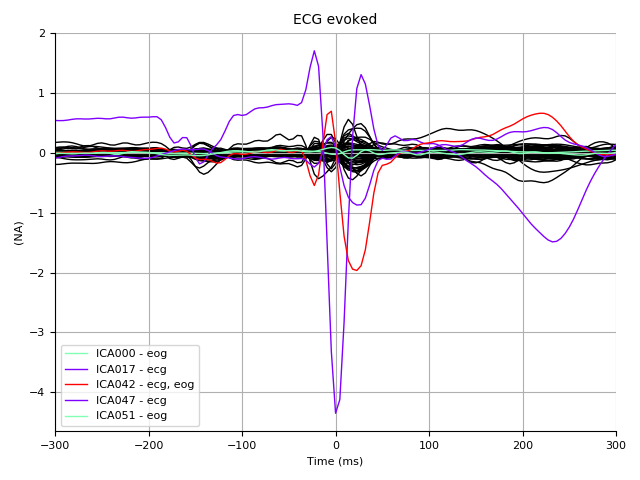 ECG evoked
2
1
0
−1
−2
−3
−4
(NA)
ICA000 - eog
ICA017 - ecg
ICA042 - ecg, eog
ICA047 - ecg
ICA051 - eog
−300 −200 −100 0 100 200 300
Time (ms)